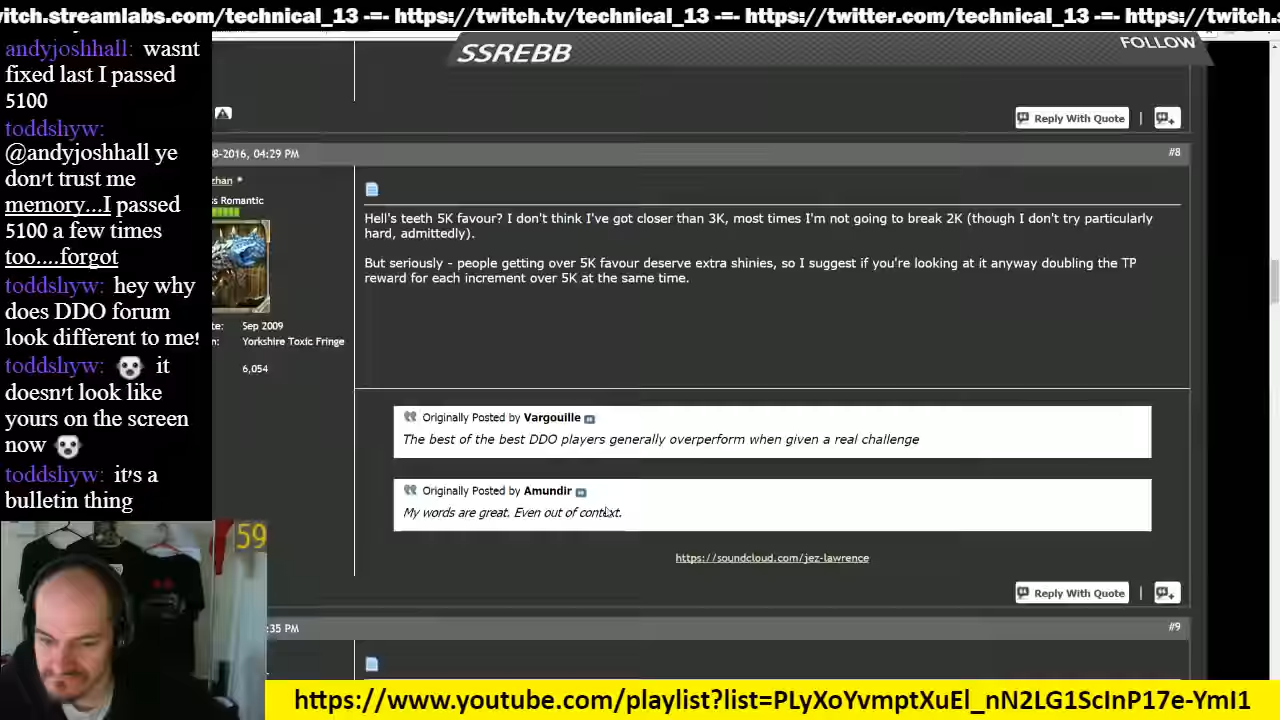 vitch.streamlabs.com/technical_13 -=- https://twitch.tv/technical_13 -=- https://twitter.com/technical_13 -=- https://twitch.s
SSREBB
FOLLOW
andyjoshhall: wasnt
fixed last I passed
5100
toddshyw:
@andyjoshhall ye
don't trust me
memory...I passed
5100 a few times
too....forgot
toddshyw: hey why
does DDO forum
look different to me!
toddshyw: it
doesn't look like
yours on the screen
now
toddshyw: it's a
bulletin thing
59
Reply With Quote |
8-2016, 04:29 PM #8
zhan *
s Romantic
te: Sep 2009
n: Yorkshire Toxic Fringe
6,054
Hell's teeth 5K favour? I don't think I've got closer than 3K, most times I'm not going to break 2K (though I don't try particularly
hard, admittedly).
But seriously - people getting over 5K favour deserve extra shinies, so I suggest if you're looking at it anyway doubling the TP
reward for each increment over 5K at the same time.
Originally Posted by Vargouille
The best of the best DDO players generally overperform when given a real challenge
Originally Posted by Amundir
My words are great. Even out of context.
https://soundcloud.com/jez-lawrence
Reply With Quote |
:35 PM #9
https://www.youtube.com/playlist?list=PLyXoYvmptXuEl_nN2LG1ScInP17e-YmI1